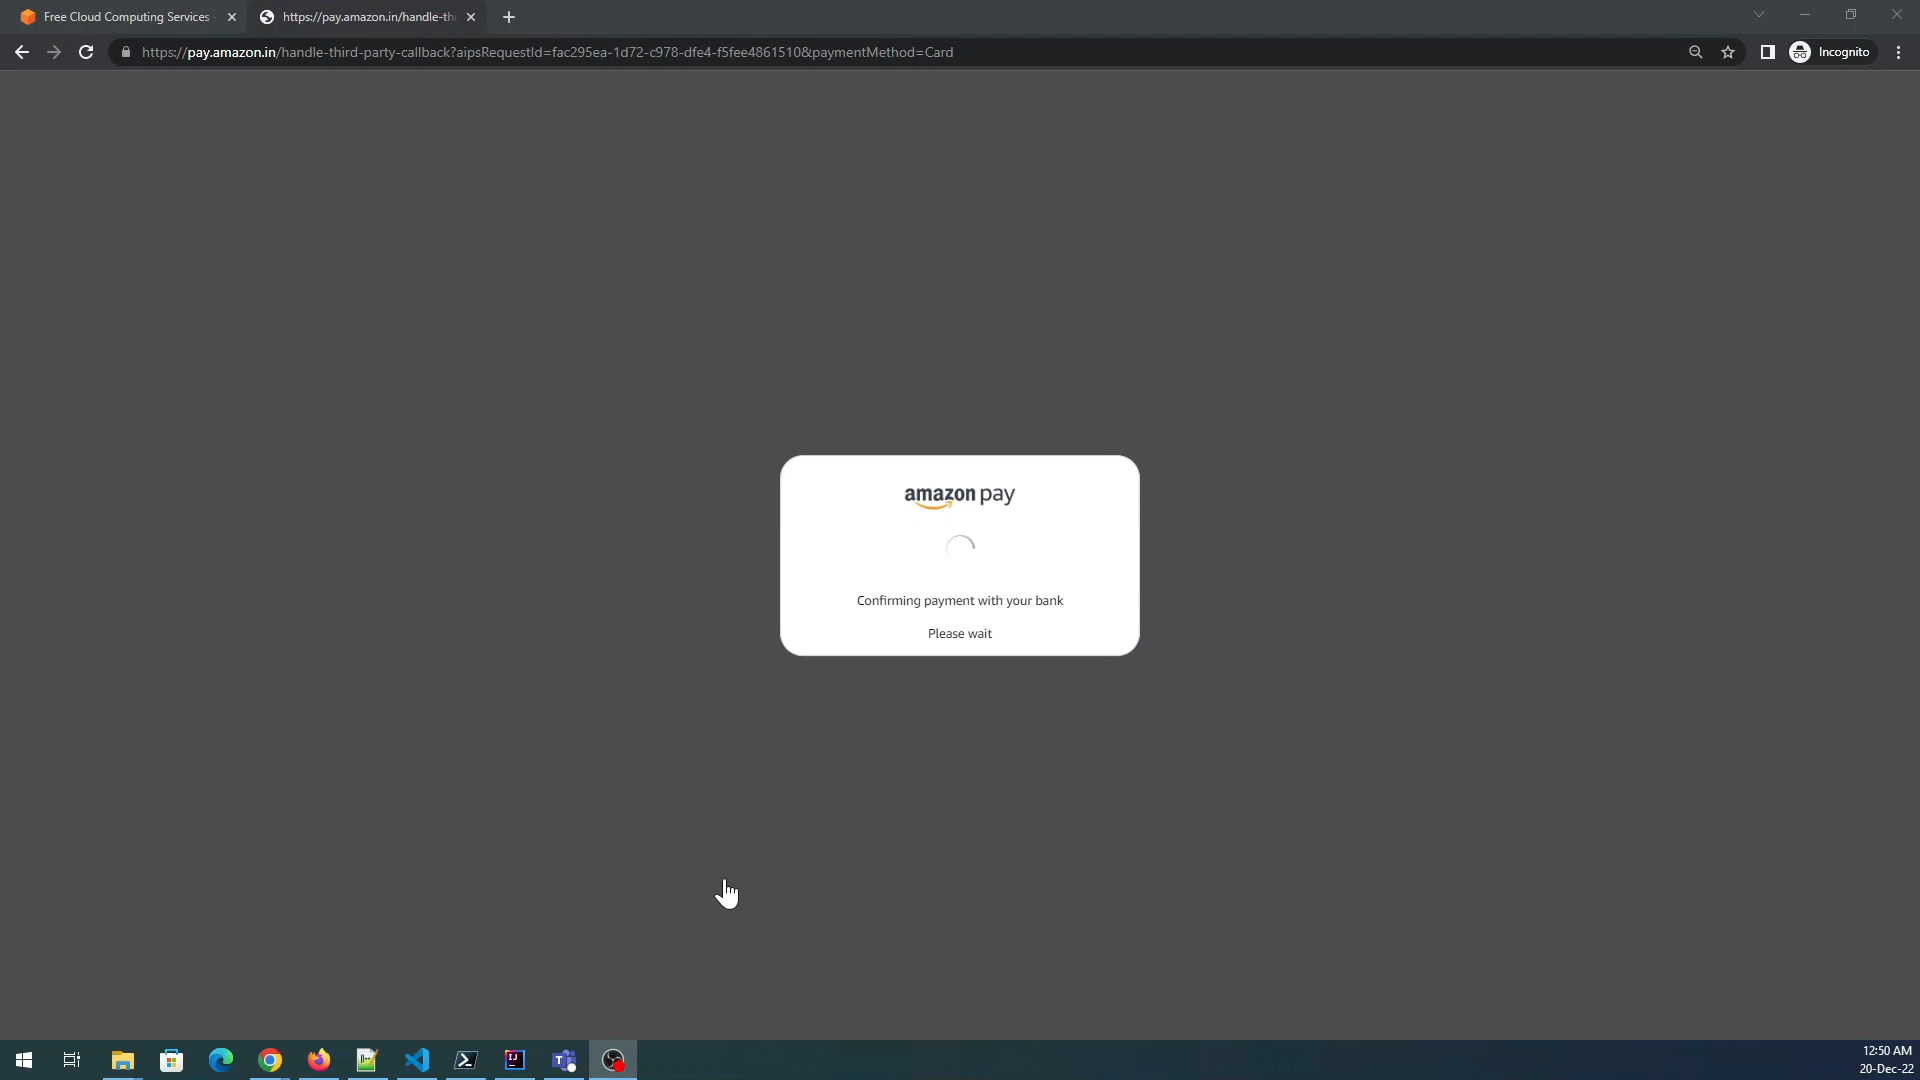 Free Cloud Computing Services -
https://pay.amazon.in/handle-thi
https://pay.amazon.in/handle-third-party-callback?aipsRequestId=fac295ea-1d72-c978-dfe4-f5fee4861510&paymentMethod=Card
Incognito
amazon pay
Confirming payment with your bank
Please wait
12:50 AM
20-Dec-22